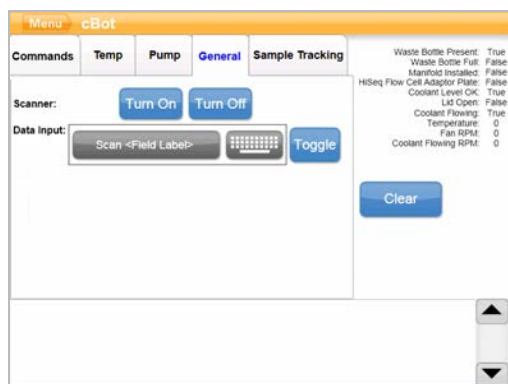 Menu cBot
Commands Temp Pump General Sample Tracking
Scanner: Turn On Turn Off
Data Input: Scan <Field Label> Toggle
Waste Bottle Present: True
Waste Bottle Full: False
Manifold Installed: False
HiSeq Flow Cell Adaptor Plate: False
Coolant Level OK: True
Lid Open: False
Coolant Flowing: True
Temperature: 0
Fan RPM: 0
Coolant Flowing RPM: 0
Clear